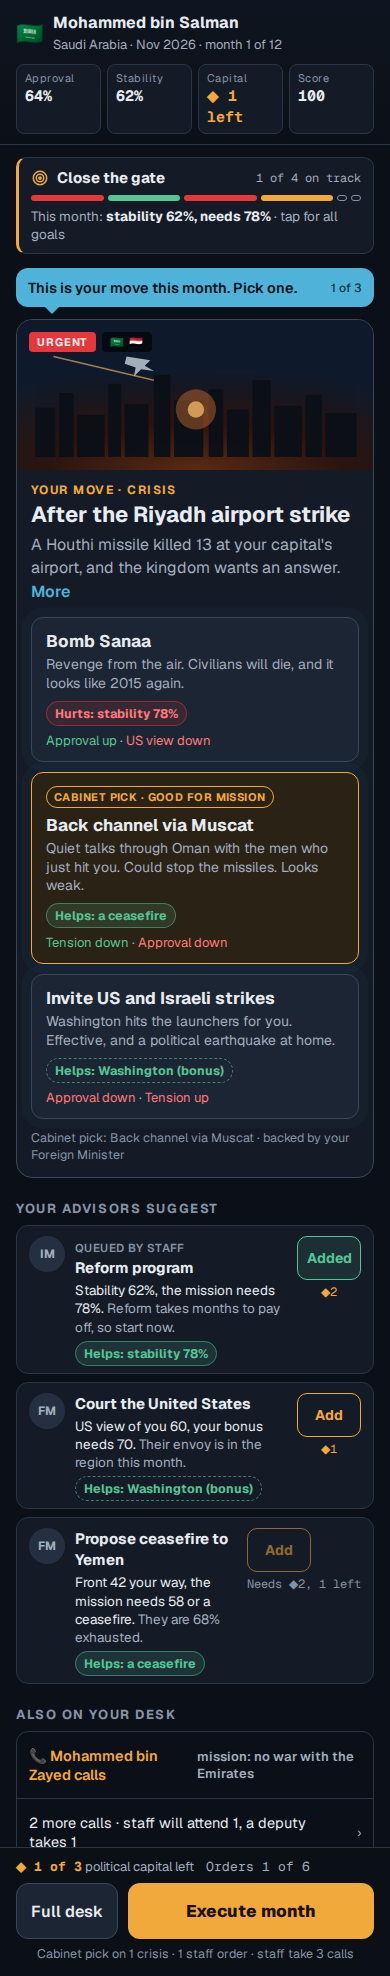 Mohammed bin Salman
Saudi Arabia · Nov 2026 · month 1 of 12
Approval
64%
Stability
62%
Capital
◆ 1
left
Score
100
Close the gate
1 of 4 on track
This month: stability 62%, needs 78% · tap for all
goals
This is your move this month. Pick one.
1 of 3
URGENT
YOUR MOVE · CRISIS
After the Riyadh airport strike
A Houthi missile killed 13 at your capital's
airport, and the kingdom wants an answer.
More
Bomb Sanaa
Revenge from the air. Civilians will die, and it
looks like 2015 again.
Hurts: stability 78%
Approval up · US view down
CABINET PICK · GOOD FOR MISSION
Back channel via Muscat
Quiet talks through Oman with the men who
just hit you. Could stop the missiles. Looks
weak.
Helps: a ceasefire
Tension down · Approval down
Invite US and Israeli strikes
Washington hits the launchers for you.
Effective, and a political earthquake at home.
Helps: Washington (bonus)
Approval down · Tension up
Cabinet pick: Back channel via Muscat · backed by your
Foreign Minister
YOUR ADVISORS SUGGEST
IM
QUEUED BY STAFF
Reform program
Stability 62%, the mission needs
78%. Reform takes months to pay
off, so start now.
Helps: stability 78%
Added
◆2
FM
Court the United States
US view of you 60, your bonus
needs 70. Their envoy is in the
region this month.
Helps: Washington (bonus)
Add
◆1
FM
Propose ceasefire to
Yemen
Front 42 your way, the
mission needs 58 or a
ceasefire. They are 68%
exhausted.
Helps: a ceasefire
Add
Needs ◆2, 1 left
ALSO ON YOUR DESK
📞 Mohammed bin
Zayed calls
mission: no war with the
Emirates
2 more calls · staff will attend 1, a deputy
takes 1
›
◆ 1 of 3 political capital left
Orders 1 of 6
Full desk
Execute month
Cabinet pick on 1 crisis · 1 staff order · staff take 3 calls